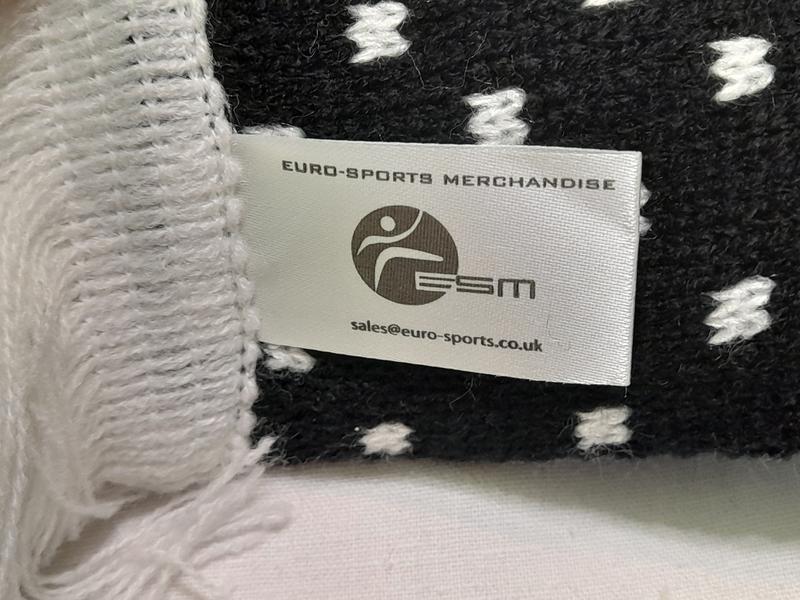 EURO-SPORTS MERCHANDISE
ESM
sales@euro-sports.co.uk